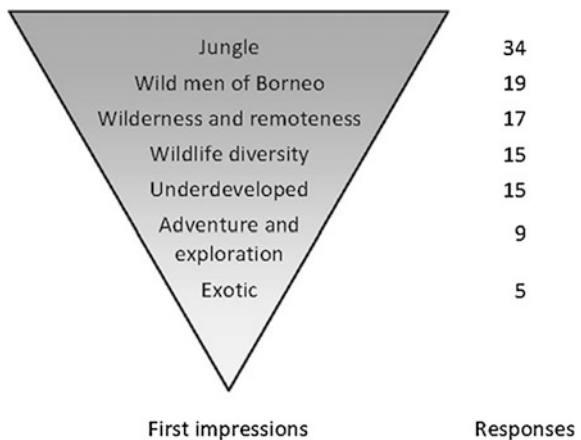 Jungle 34
Wild men of Borneo 19
Wilderness and remoteness 17
Wildlife diversity 15
Underdeveloped 15
Adventure and
exploration 9
Exotic 5
First impressions Responses